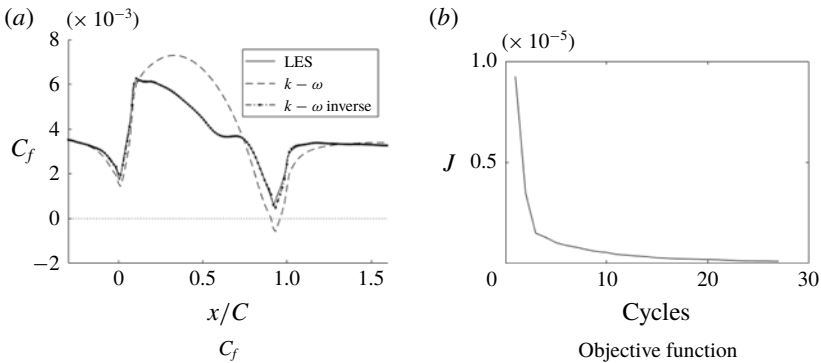 (a)
(× 10⁻³)
8
6
4
2
0
−2
C_f
LES
k − ω
k − ω inverse
0
0.5
1.0
1.5
x/C
C_f
(b)
(× 10⁻⁵)
1.0
0.5
J
0
10
20
30
Cycles
Objective function